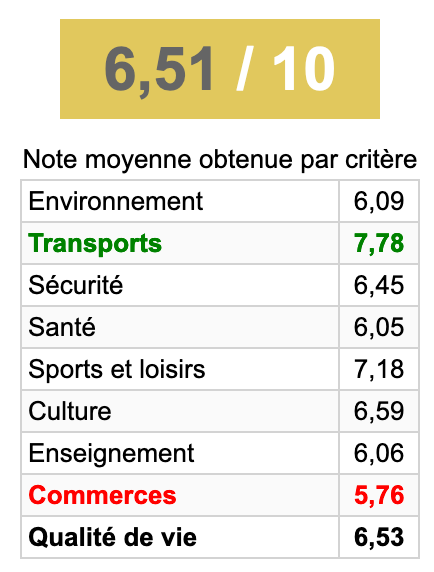 6,51 / 10
Note moyenne obtenue par critère
Environnement 6,09
Transports 7,78
Sécurité 6,45
Santé 6,05
Sports et loisirs 7,18
Culture 6,59
Enseignement 6,06
Commerces 5,76
Qualité de vie 6,53